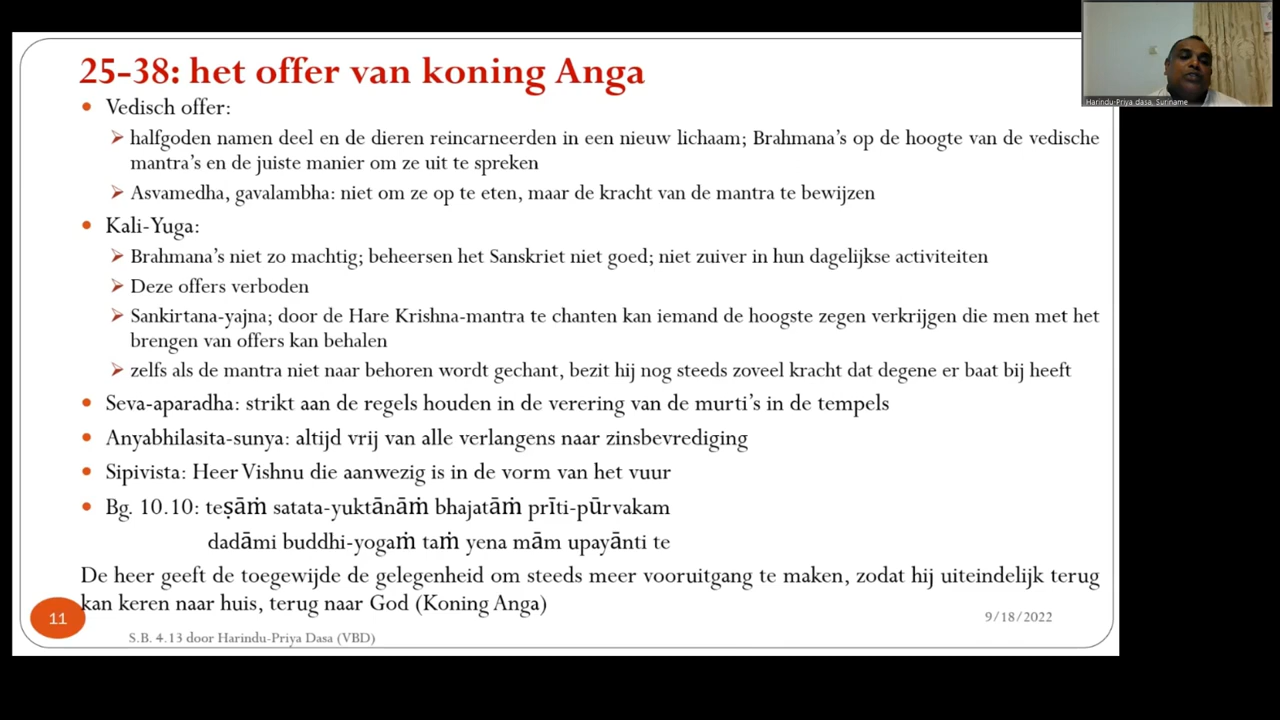 25-38: het offer van koning Anga
• Vedisch offer:
➢ halfgoden namen deel en de dieren reincarneerden in een nieuw lichaam; Brahmana's op de hoogte van de vedische
mantra's en de juiste manier om ze uit te spreken
➢ Asvamedha, gavalambha: niet om ze op te eten, maar de kracht van de mantra te bewijzen
• Kali-Yuga:
➢ Brahmana's niet zo machtig; beheersen het Sanskriet niet goed; niet zuiver in hun dagelijkse activiteiten
➢ Deze offers verboden
➢ Sankirtana-yajna; door de Hare Krishna-mantra te chanten kan iemand de hoogste zegen verkrijgen die men met het
brengen van offers kan behalen
➢ zelfs als de mantra niet naar behoren wordt gechant, bezit hij nog steeds zoveel kracht dat degene er baat bij heeft
• Seva-aparadha: strikt aan de regels houden in de verering van de murti's in de tempels
• Anyabhilasita-sunya: altijd vrij van alle verlangens naar zinsbevrediging
• Sipivista: Heer Vishnu die aanwezig is in de vorm van het vuur
• Bg. 10.10: teṣāṁ satata-yuktānāṁ bhajatāṁ prīti-pūrvakam
dadāmi buddhi-yogaṁ taṁ yena mām upayānti te
De heer geeft de toegewijde de gelegenheid om steeds meer vooruitgang te maken, zodat hij uiteindelijk terug
kan keren naar huis, terug naar God (Koning Anga)
11
9/18/2022
S.B. 4.13 door Harindu-Priya Dasa (VBD)
Harindu-Priya dasa, Suriname